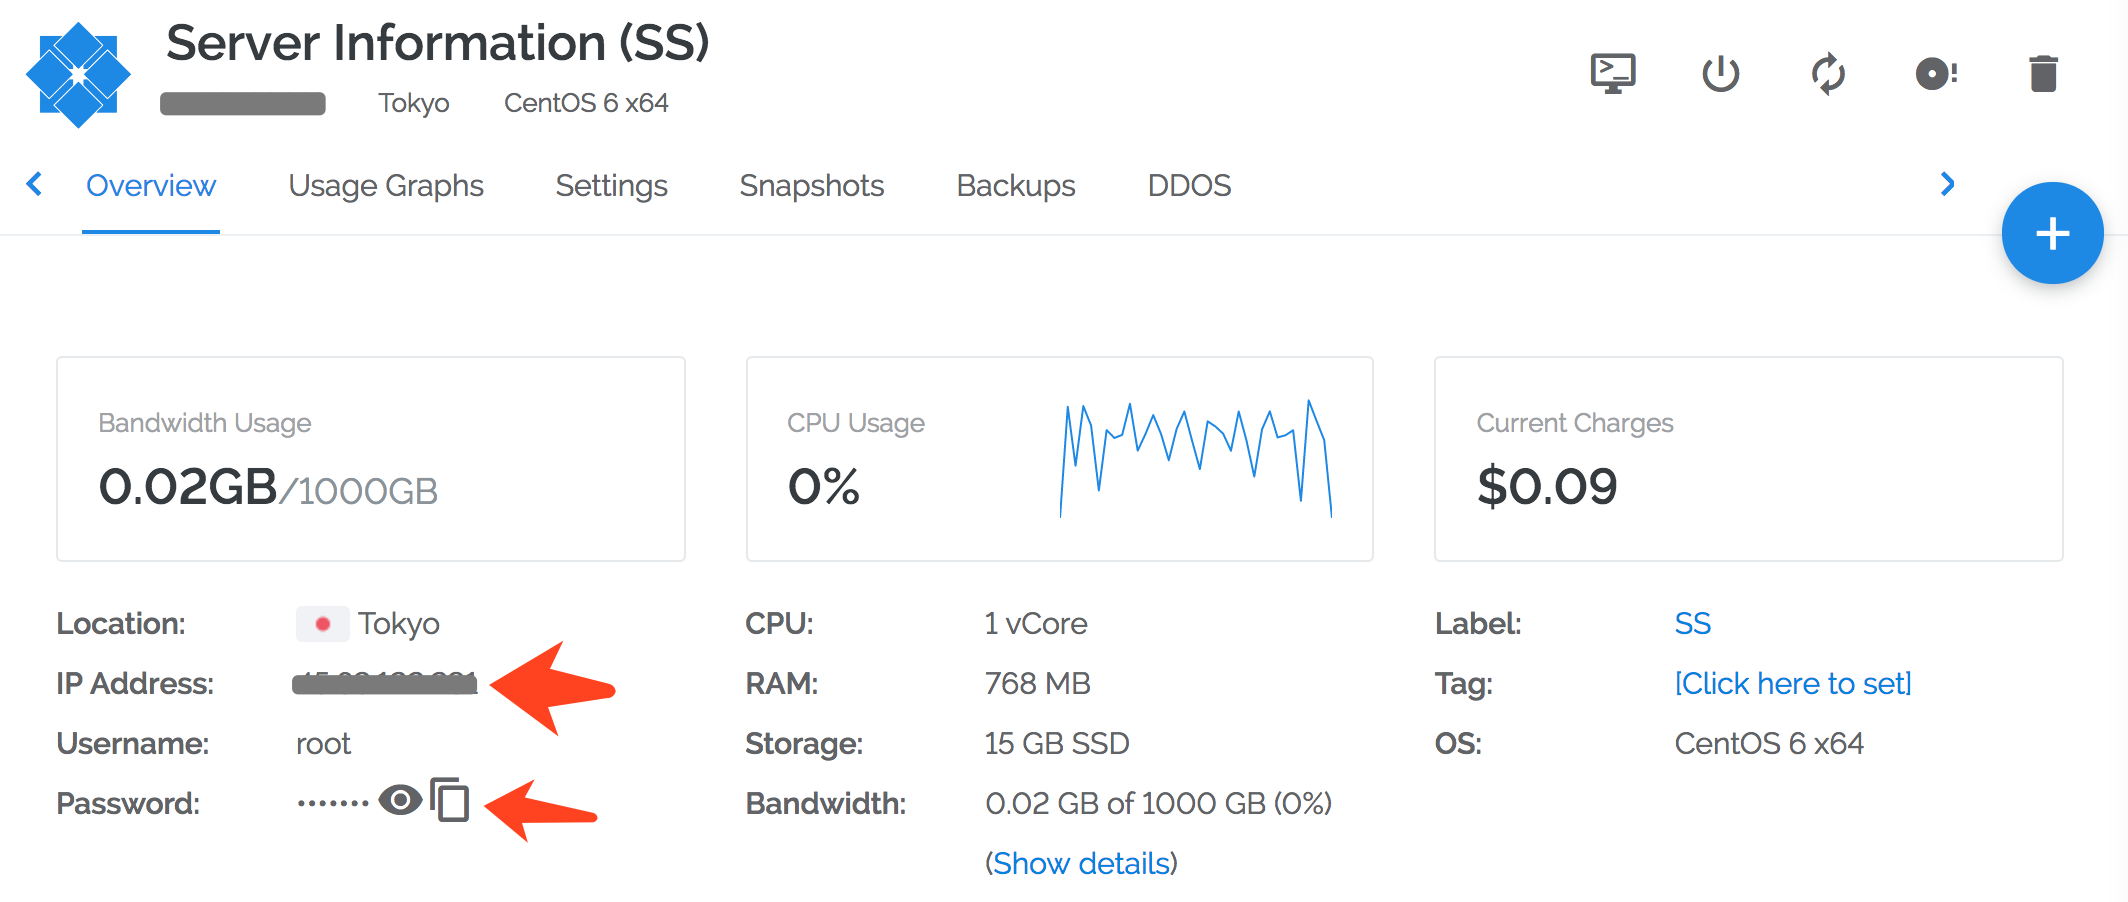 Server Information (SS)
Tokyo CentOS 6 x64
Overview Usage Graphs Settings Snapshots Backups DDOS
Bandwidth Usage
0.02GB/1000GB
CPU Usage
0%
Current Charges
$0.09
Location: Tokyo
IP Address:
Username: root
Password: •••••••
CPU: 1 vCore
RAM: 768 MB
Storage: 15 GB SSD
Bandwidth: 0.02 GB of 1000 GB (0%)
(Show details)
Label: SS
Tag: [Click here to set]
OS: CentOS 6 x64